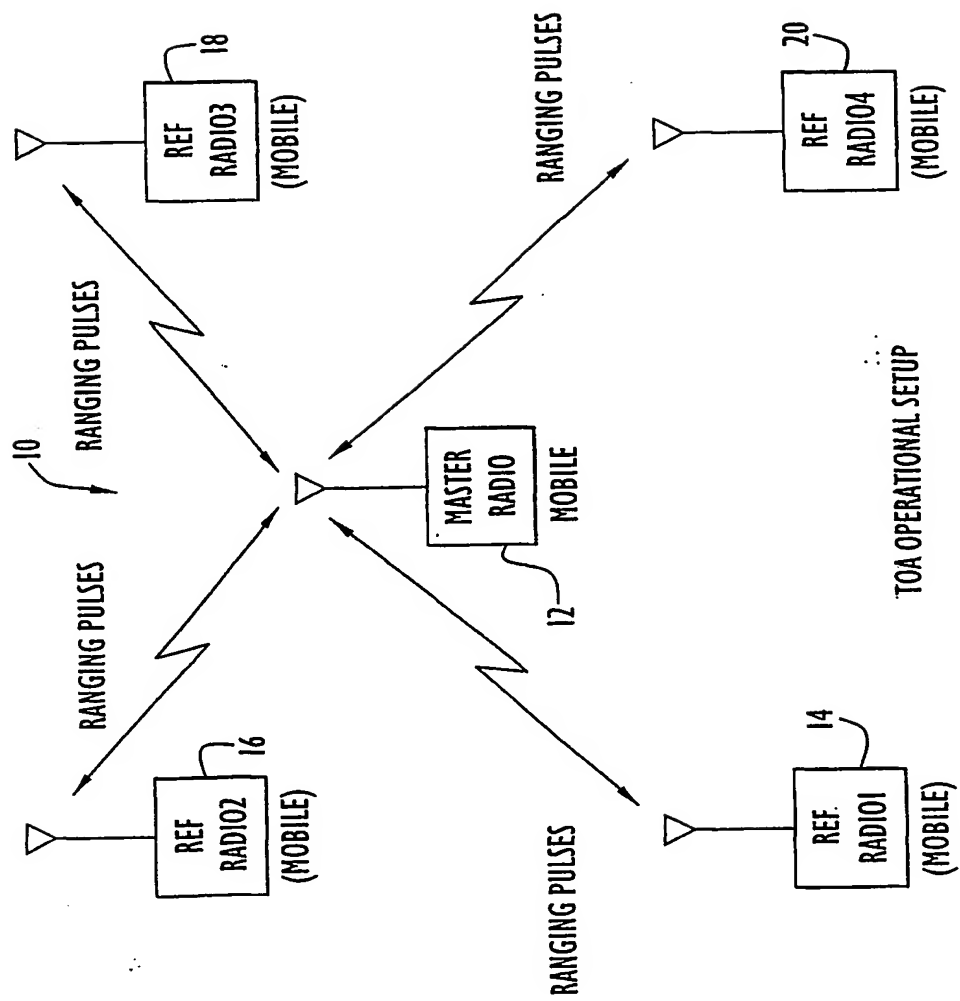 10
RANGING PULSES
RANGING PULSES
REF
RADIO2
(MOBILE)
16
REF
RADIO3
(MOBILE)
18
MASTER
RADIO
MOBILE
12
RANGING PULSES
REF.
RADIO1
(MOBILE)
14
RANGING PULSES
REF
RADIO4
(MOBILE)
20
TOA OPERATIONAL SETUP